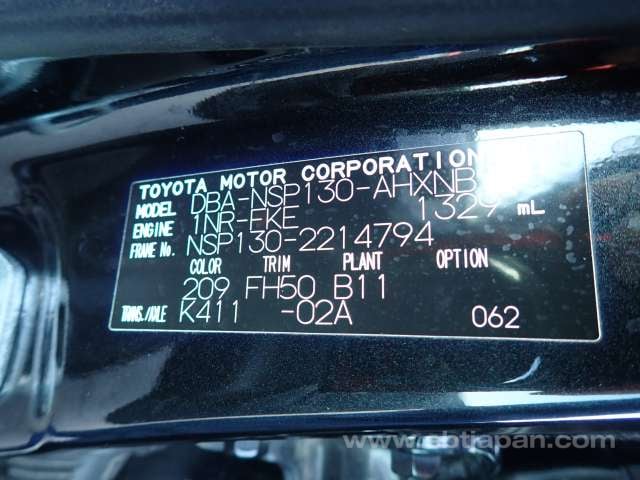 TOYOTA MOTOR CORPORATION
MODEL DBA-NSP130-AHXNB
ENGINE 1NR-FKE 1329 mL
FRAME No. NSP130-2214794
COLOR TRIM PLANT OPTION
209 FH50 B11
TRANS./AXLE K411 -02A 062
www.cbtjapan.com